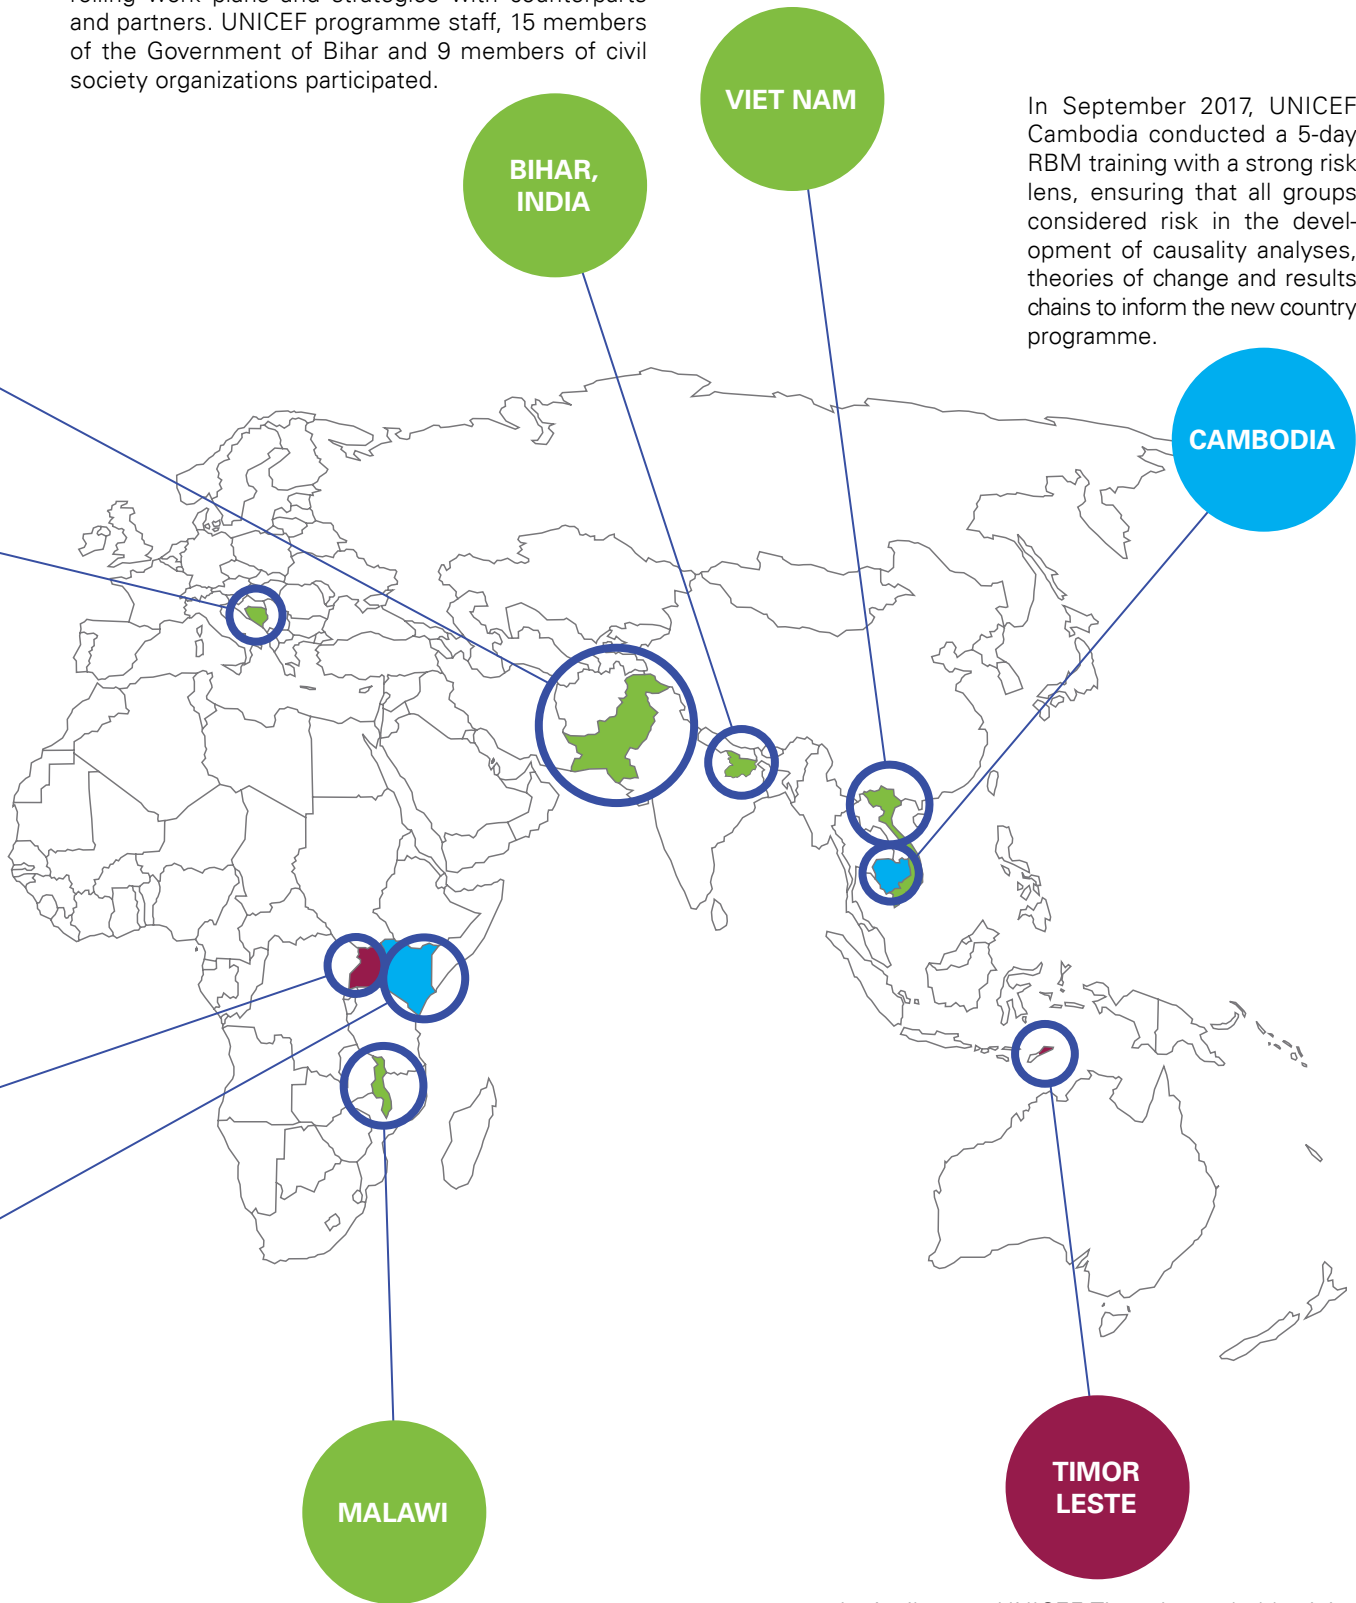 and partners. UNICEF programme staff, 15 members
of the Government of Bihar and 9 members of civil
society organizations participated.
VIET NAM
BIHAR,
INDIA
In September 2017, UNICEF
Cambodia conducted a 5-day
RBM training with a strong risk
lens, ensuring that all groups
considered risk in the devel-
opment of causality analyses,
theories of change and results
chains to inform the new country
programme.
CAMBODIA
MALAWI
TIMOR
LESTE